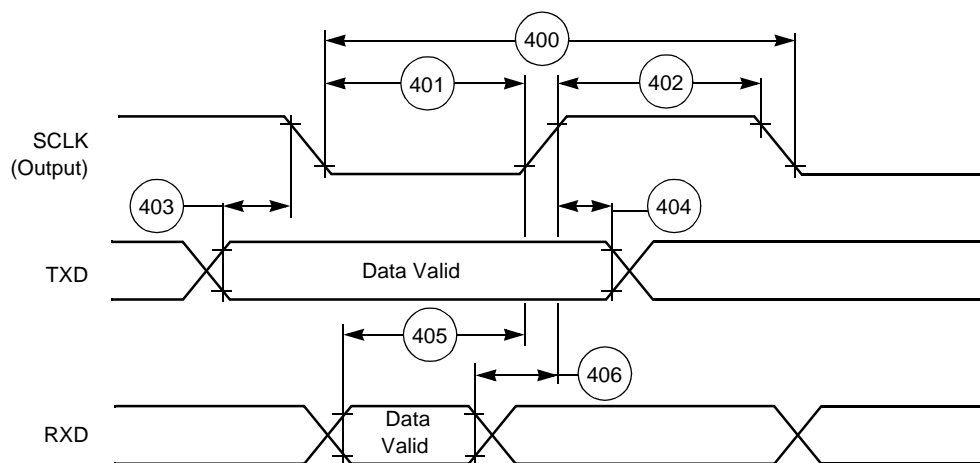 400
401
402
SCLK
(Output)
403
404
TXD
Data Valid
405
406
RXD
Data
Valid